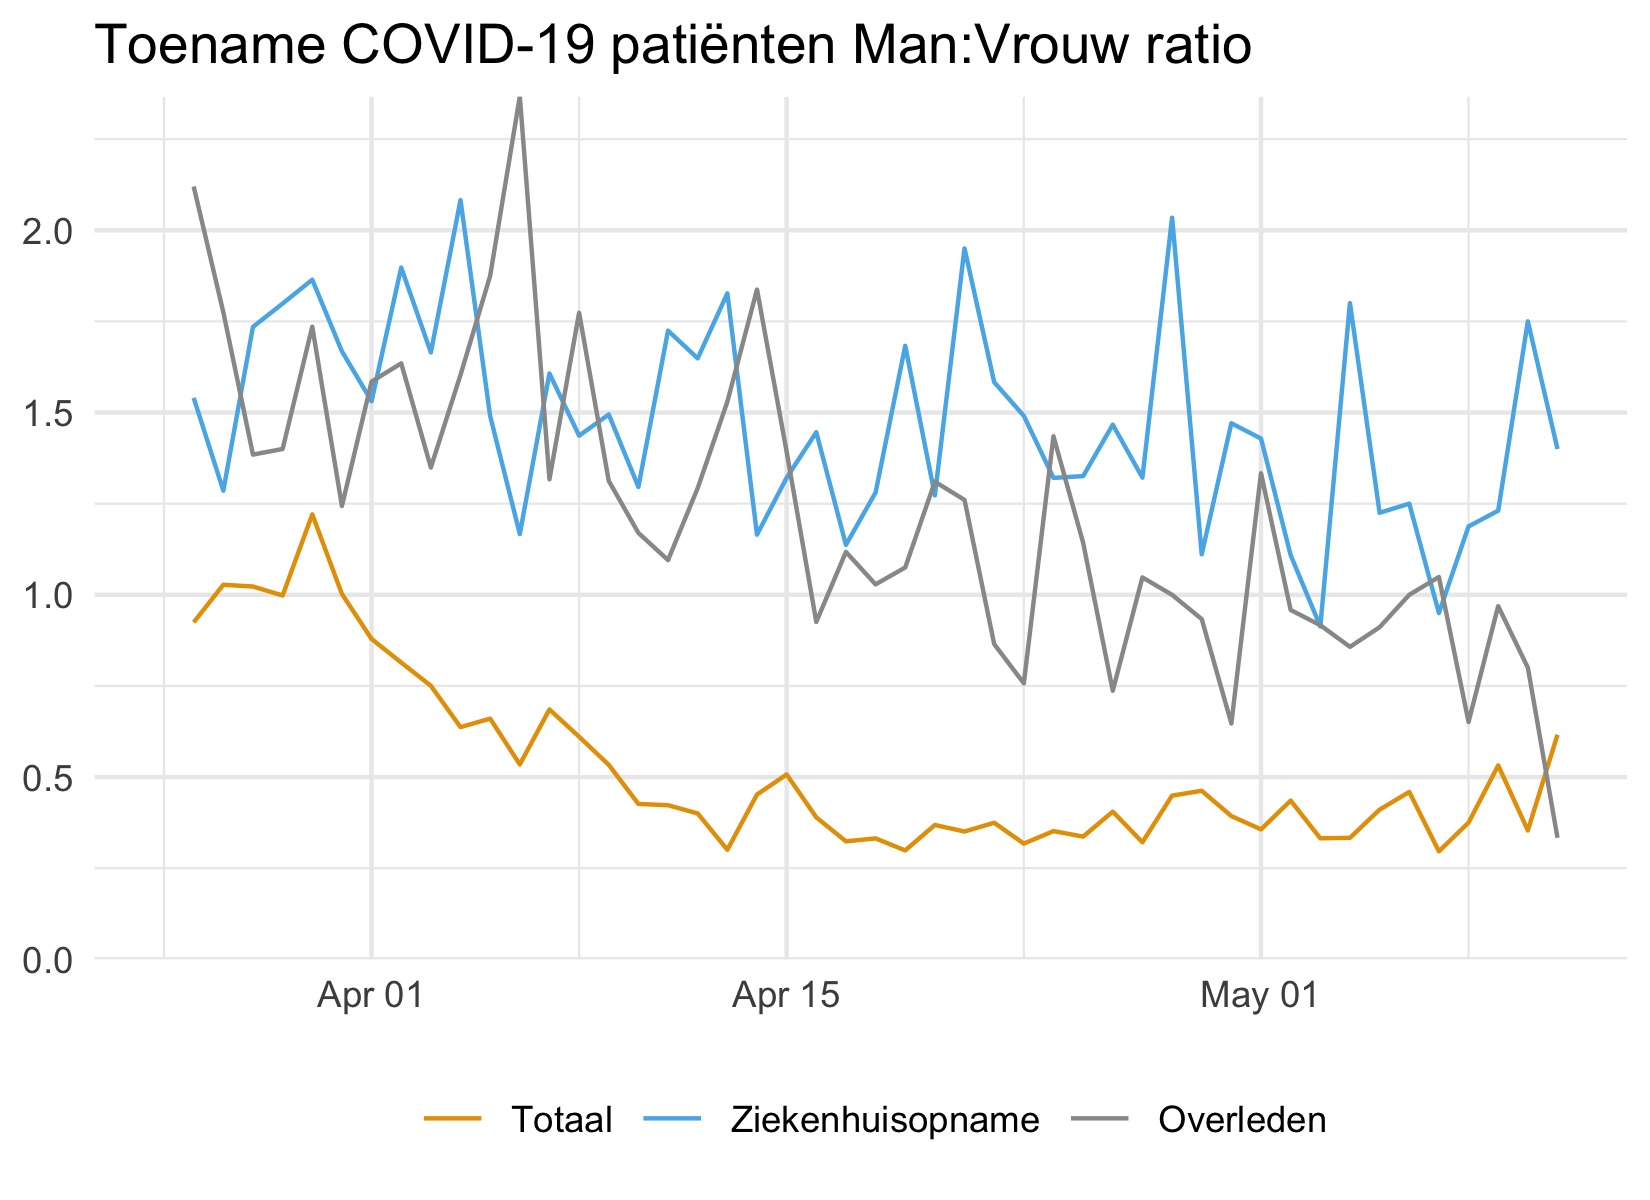 Toename COVID-19 patiënten Man:Vrouw ratio
2.0
1.5
1.0
0.5
0.0
Apr 01 Apr 15 May 01
Totaal Ziekenhuisopname Overleden